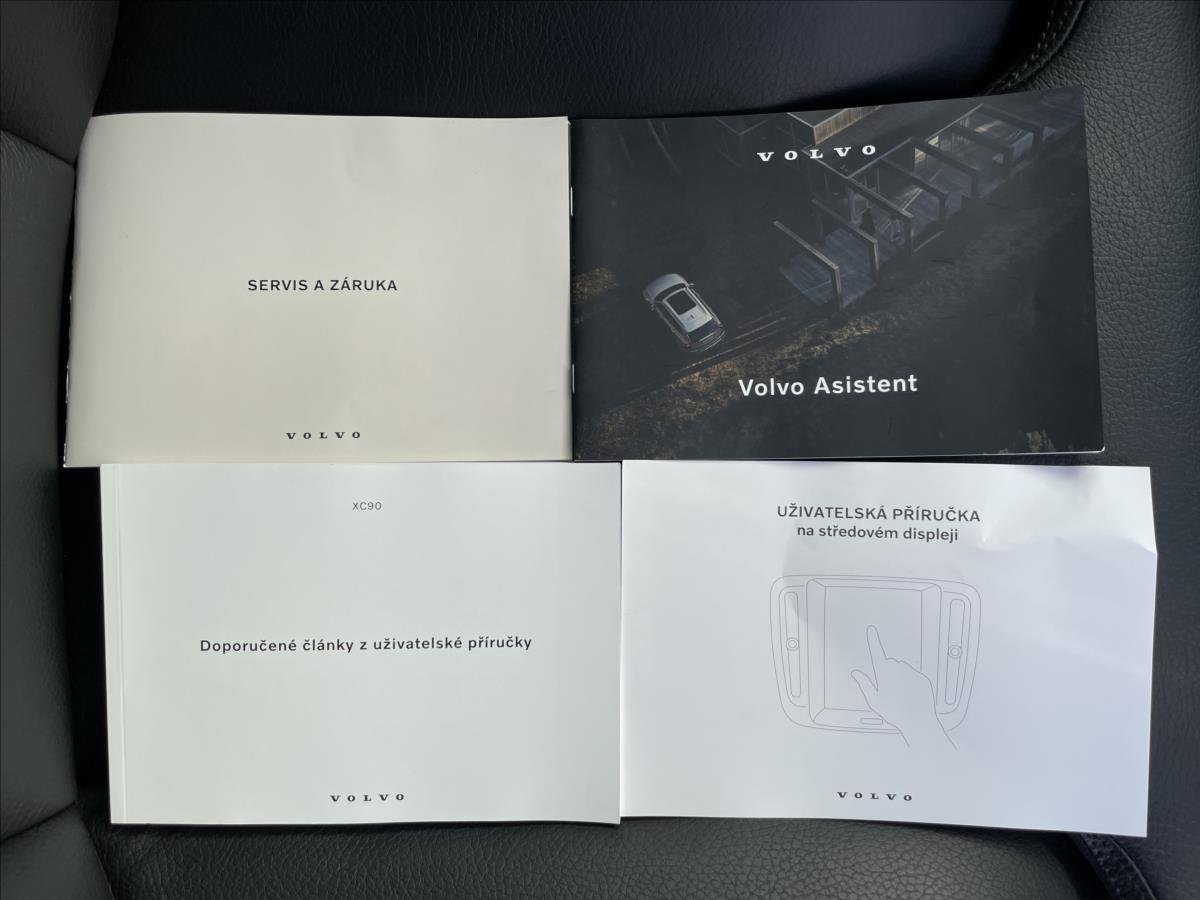 SERVIS A ZÁRUKA
VOLVO
VOLVO
Volvo Asistent
XC90
Doporučené články z uživatelské příručky
VOLVO
UŽIVATELSKÁ PŘÍRUČKA
na středovém displeji
VOLVO